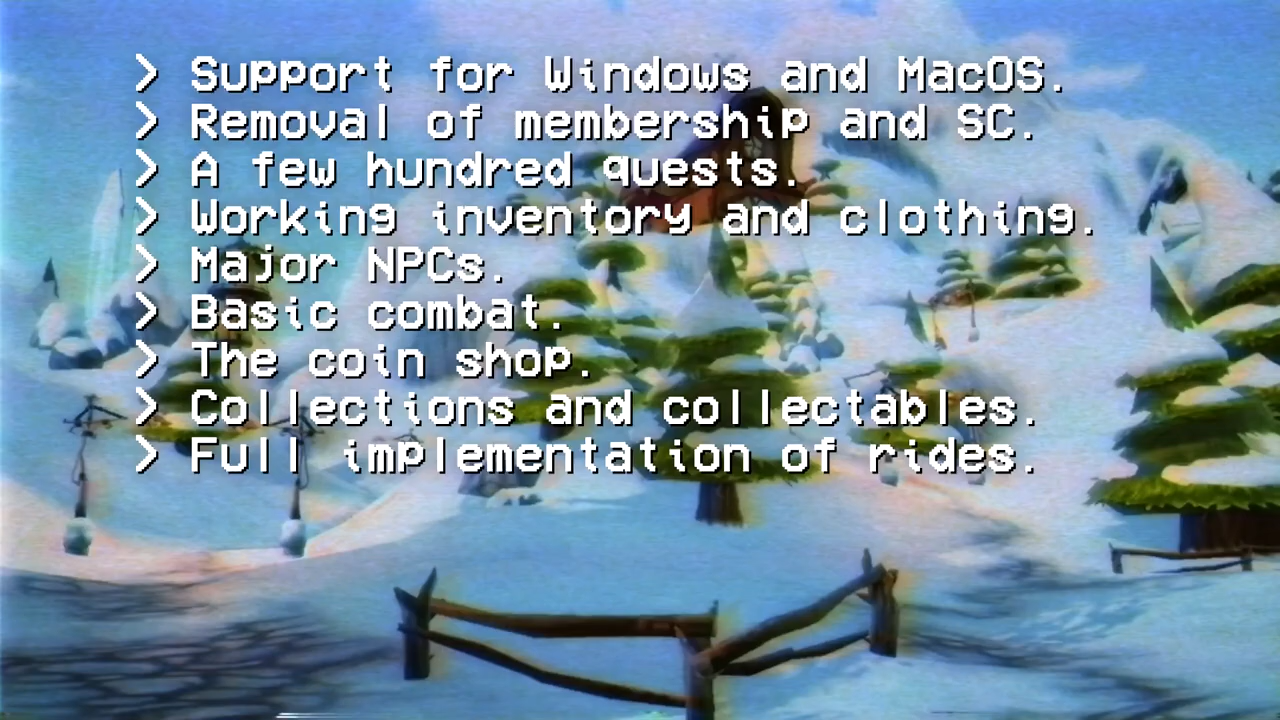 > Support for Windows and MacOS.
> Removal of membership and SC.
> A few hundred quests.
> Working inventory and clothing.
> Major NPCs.
> Basic combat.
> The coin shop.
> Collections and collectables.
> Full implementation of rides.